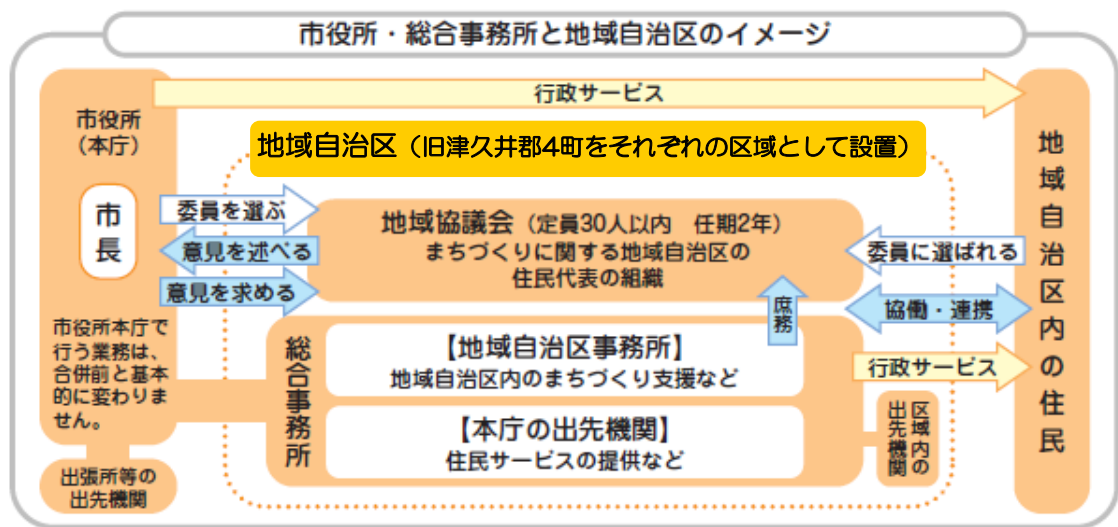 市役所・総合事務所と地域自治区のイメージ
行政サービス
市役所
（本庁）
地域自治区（旧津久井郡4町をそれぞれの区域として設置）
市長
委員を選ぶ
意見を述べる
意見を求める
地域協議会（定員30人以内　任期2年）
まちづくりに関する地域自治区の
住民代表の組織
委員に選ばれる
協働・連携
庶務
市役所本庁で
行う業務は、
合併前と基本
的に変わりま
せん。
総合事務所
【地域自治区事務所】
地域自治区内のまちづくり支援など
【本庁の出先機関】
住民サービスの提供など
行政サービス
区域内の
出先機関
出張所等の
出先機関
地域自治区内の住民